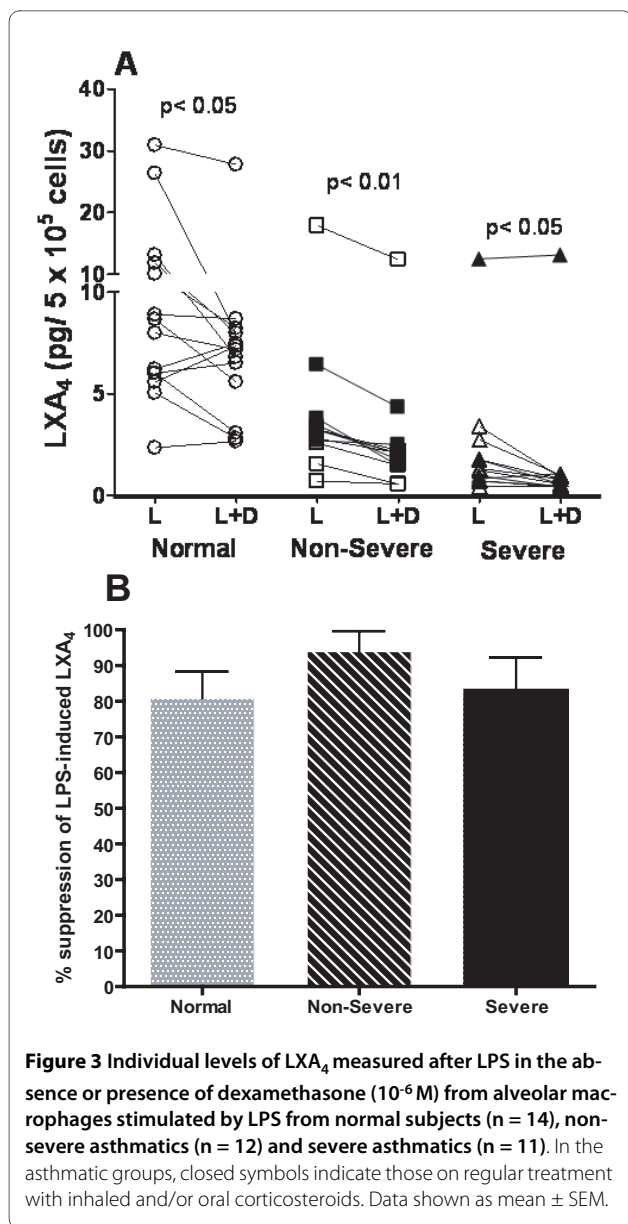 A
LXA₄ (pg/ 5 x 10⁵ cells)
40
30
20
10
10
5
0
p< 0.05
p< 0.01
p< 0.05
L L+D L L+D L L+D
Normal Non-Severe Severe
B
% suppression of LPS-induced LXA₄
100
90
80
70
60
50
40
30
20
10
0
Normal Non-Severe Severe
Figure 3 Individual levels of LXA₄ measured after LPS in the ab-
sence or presence of dexamethasone (10⁻⁶ M) from alveolar mac-
rophages stimulated by LPS from normal subjects (n = 14), non-
severe asthmatics (n = 12) and severe asthmatics (n = 11). In the
asthmatic groups, closed symbols indicate those on regular treatment
with inhaled and/or oral corticosteroids. Data shown as mean ± SEM.